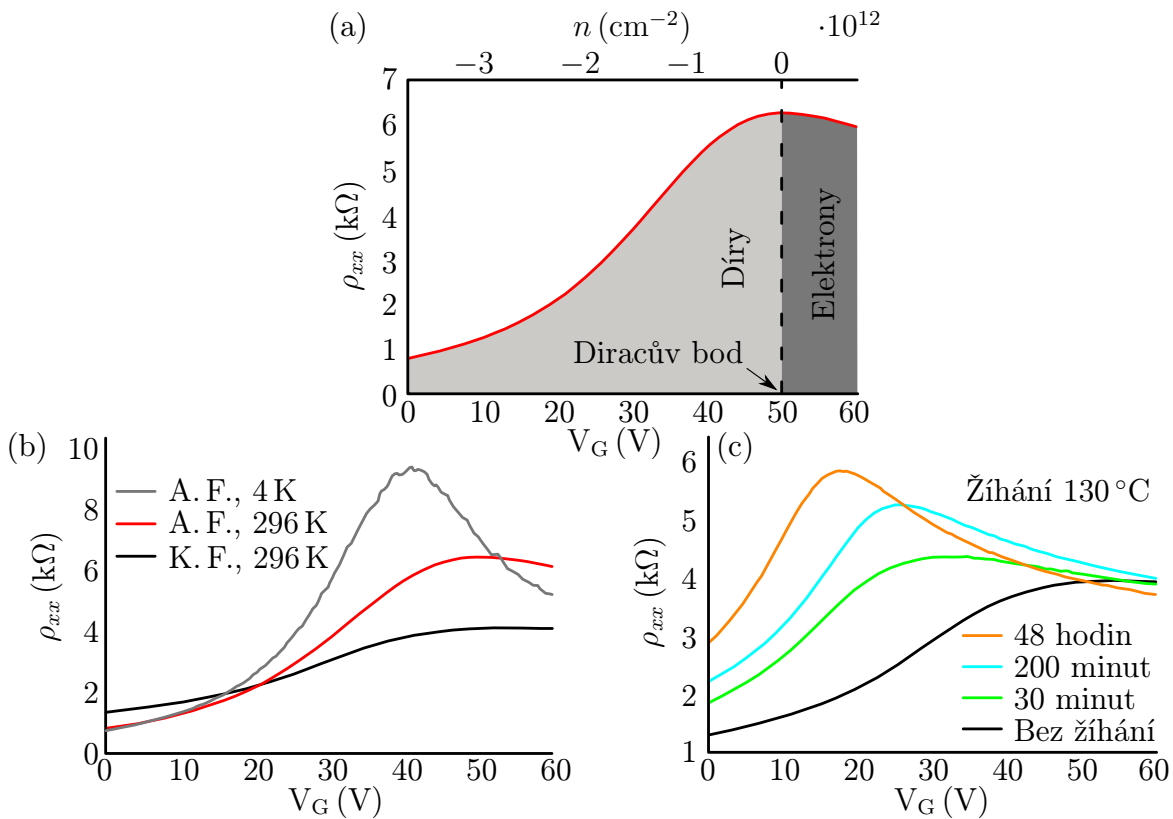 (a)
n (cm⁻²) ·10¹²
−3 −2 −1 0
7
6
5
4
3
2
1
0
ρxx (kΩ)
Díry
Elektrony
Diracův bod
0 10 20 30 40 50 60
VG (V)
(b)
10
8
6
4
2
0
ρxx (kΩ)
A. F., 4 K
A. F., 296 K
K. F., 296 K
0 10 20 30 40 50 60
VG (V)
(c)
6
5
4
3
2
1
ρxx (kΩ)
Žíhání 130 °C
48 hodin
200 minut
30 minut
Bez žíhání
0 10 20 30 40 50 60
VG (V)